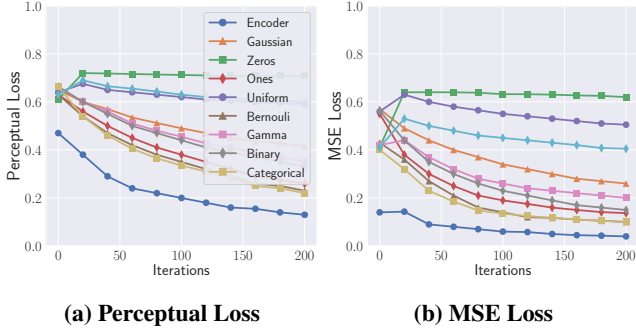 1.0
0.8
0.6
0.4
0.2
0.0
Perceptual Loss
0
50
100
150
200
Iterations
Encoder
Gaussian
Zeros
Ones
Uniform
Bernouli
Gamma
Binary
Categorical
(a) Perceptual Loss
1.0
0.8
0.6
0.4
0.2
0.0
MSE Loss
0
50
100
150
200
Iterations
(b) MSE Loss